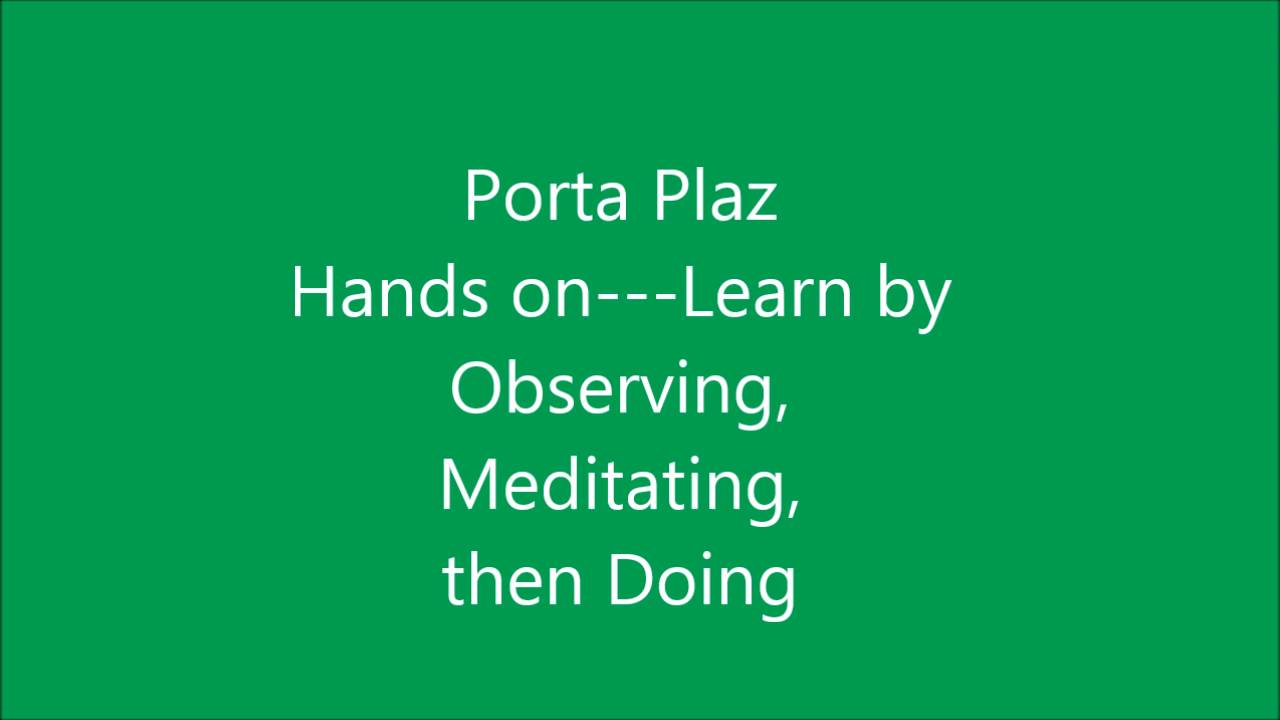 Porta Plaz
Hands on---Learn by
Observing,
Meditating,
then Doing